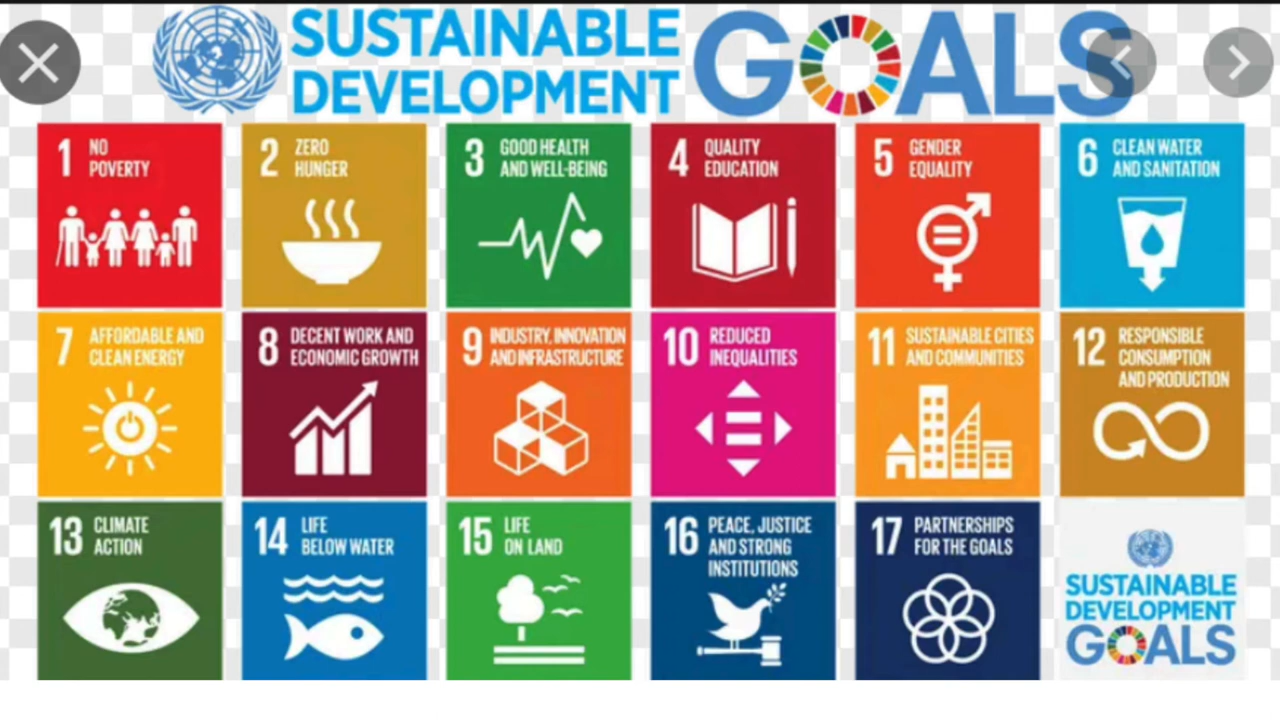 SUSTAINABLE
DEVELOPMENT
GOALS
1 NO
POVERTY
2 ZERO
HUNGER
3 GOOD HEALTH
AND WELL-BEING
4 QUALITY
EDUCATION
5 GENDER
EQUALITY
6 CLEAN WATER
AND SANITATION
7 AFFORDABLE AND
CLEAN ENERGY
8 DECENT WORK AND
ECONOMIC GROWTH
9 INDUSTRY, INNOVATION
AND INFRASTRUCTURE
10 REDUCED
INEQUALITIES
11 SUSTAINABLE CITIES
AND COMMUNITIES
12 RESPONSIBLE
CONSUMPTION
AND PRODUCTION
13 CLIMATE
ACTION
14 LIFE
BELOW WATER
15 LIFE
ON LAND
16 PEACE, JUSTICE
AND STRONG
INSTITUTIONS
17 PARTNERSHIPS
FOR THE GOALS
SUSTAINABLE
DEVELOPMENT
GOALS